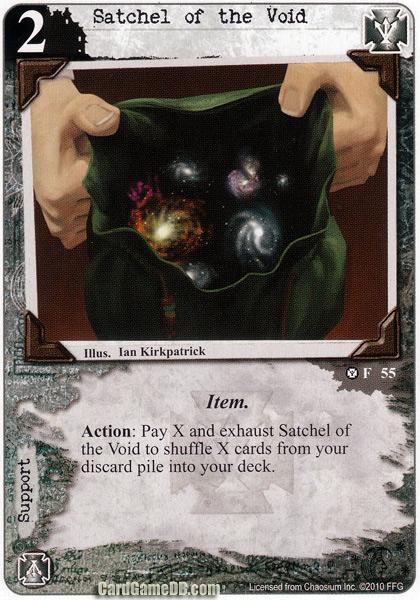 2
Satchel of the Void
Illus. Ian Kirkpatrick
F 55
Item.
Action: Pay X and exhaust Satchel of
the Void to shuffle X cards from your
discard pile into your deck.
Support
CardGameDB.com
Licensed from Chaosium Inc. ©2010 FFG